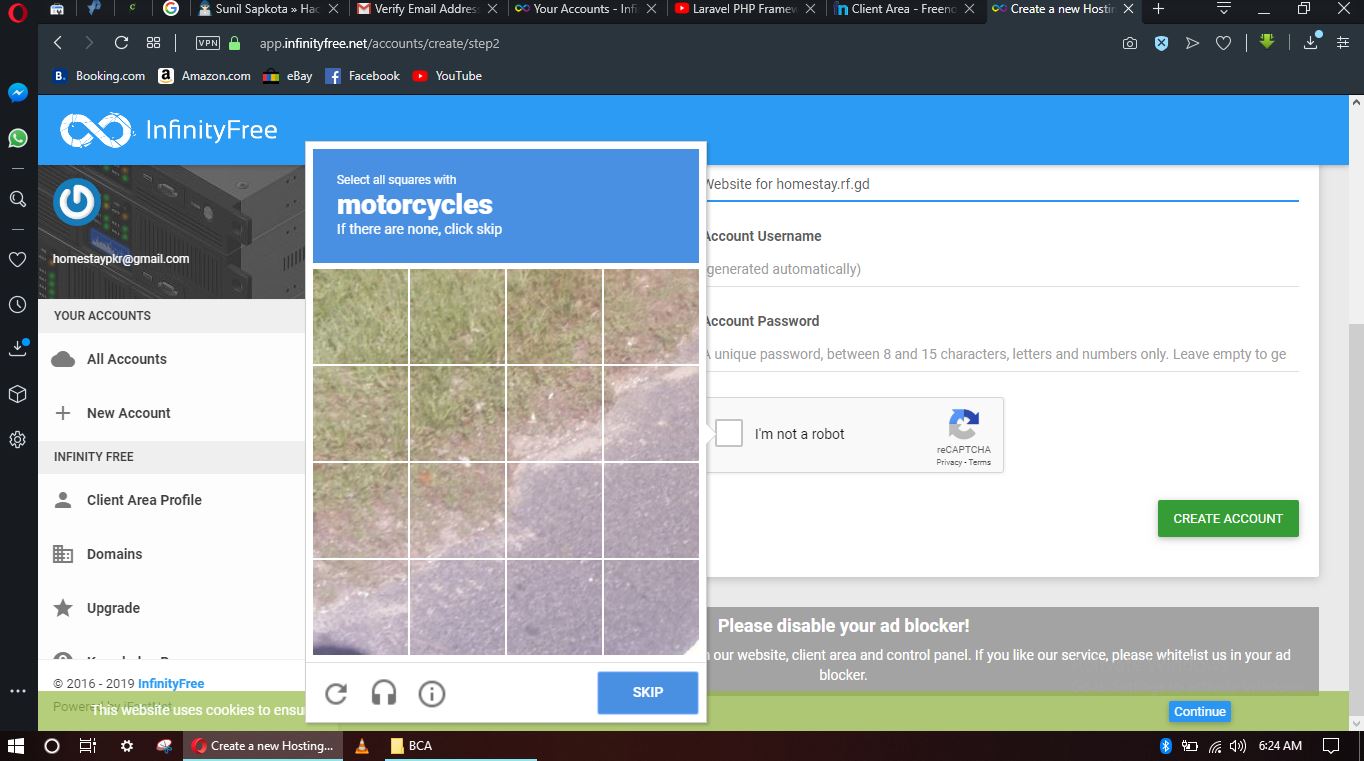 Sunil Sapkota » Hac
Verify Email Address
Your Accounts - Infi
Laravel PHP Framew
Client Area - Freeno
Create a new Hostin
VPN
app.infinityfree.net/accounts/create/step2
Booking.com
Amazon.com
eBay
Facebook
YouTube
InfinityFree
homestaypkr@gmail.com
YOUR ACCOUNTS
All Accounts
New Account
INFINITY FREE
Client Area Profile
Domains
Upgrade
© 2016 - 2019 InfinityFree
Powered by iFastNet
This website uses cookies to ensu
Select all squares with
motorcycles
If there are none, click skip
SKIP
Website for homestay.rf.gd
Account Username
generated automatically)
Account Password
A unique password, between 8 and 15 characters, letters and numbers only. Leave empty to ge
I'm not a robot
reCAPTCHA
Privacy - Terms
CREATE ACCOUNT
Please disable your ad blocker!
our website, client area and control panel. If you like our service, please whitelist us in your ad
blocker.
Continue
Create a new Hosting...
BCA
6:24 AM